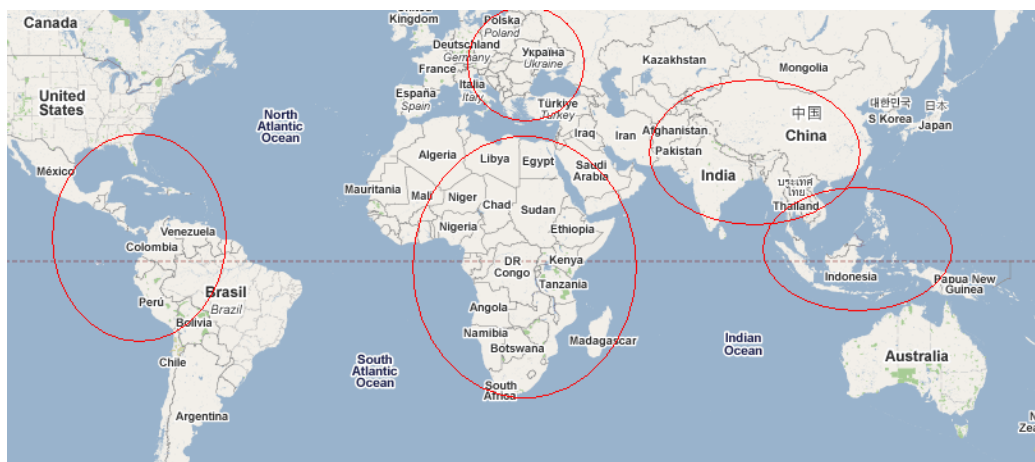 Canada
United
Kingdom
Polska
Poland
Deutschland
Germany
Україна
Ukraine
France
Kazakhstan
Mongolia
United
States
España
Spain
Italia
Italy
Türkiye
Turkey
中国
China
대한민국
S Korea
日本
Japan
North
Atlantic
Ocean
Iraq
Iran
Afghanistan
Pakistan
México
Algeria
Libya
Egypt
Saudi
Arabia
India
Mauritania
Mali
Niger
Chad
Sudan
ประเทศ
ไทย
Thailand
Venezuela
Colombia
Nigeria
Ethiopia
DR
Congo
Kenya
Tanzania
Indonesia
Papua New
Guinea
Perú
Brasil
Brazil
Bolivia
Angola
Namibia
Botswana
Madagascar
Indian
Ocean
Chile
South
Atlantic
Ocean
South
Africa
Australia
Argentina